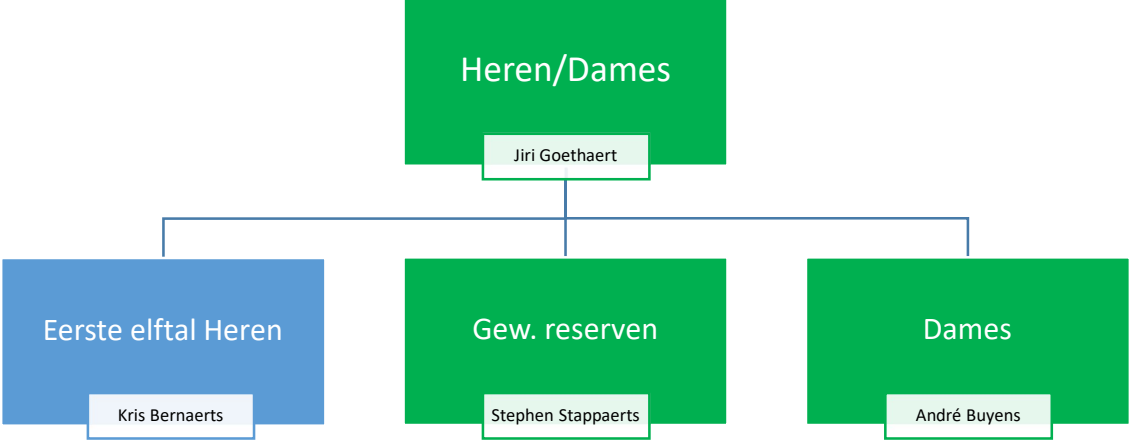 Heren/Dames
Jiri Goethaert
Eerste elftal Heren
Kris Bernaerts
Gew. reserven
Stephen Stappaerts
Dames
André Buyens